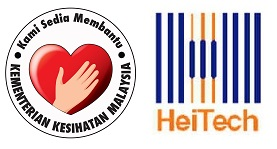 Kami Sedia Membantu
KEMENTERIAN KESIHATAN MALAYSIA
HeiTech